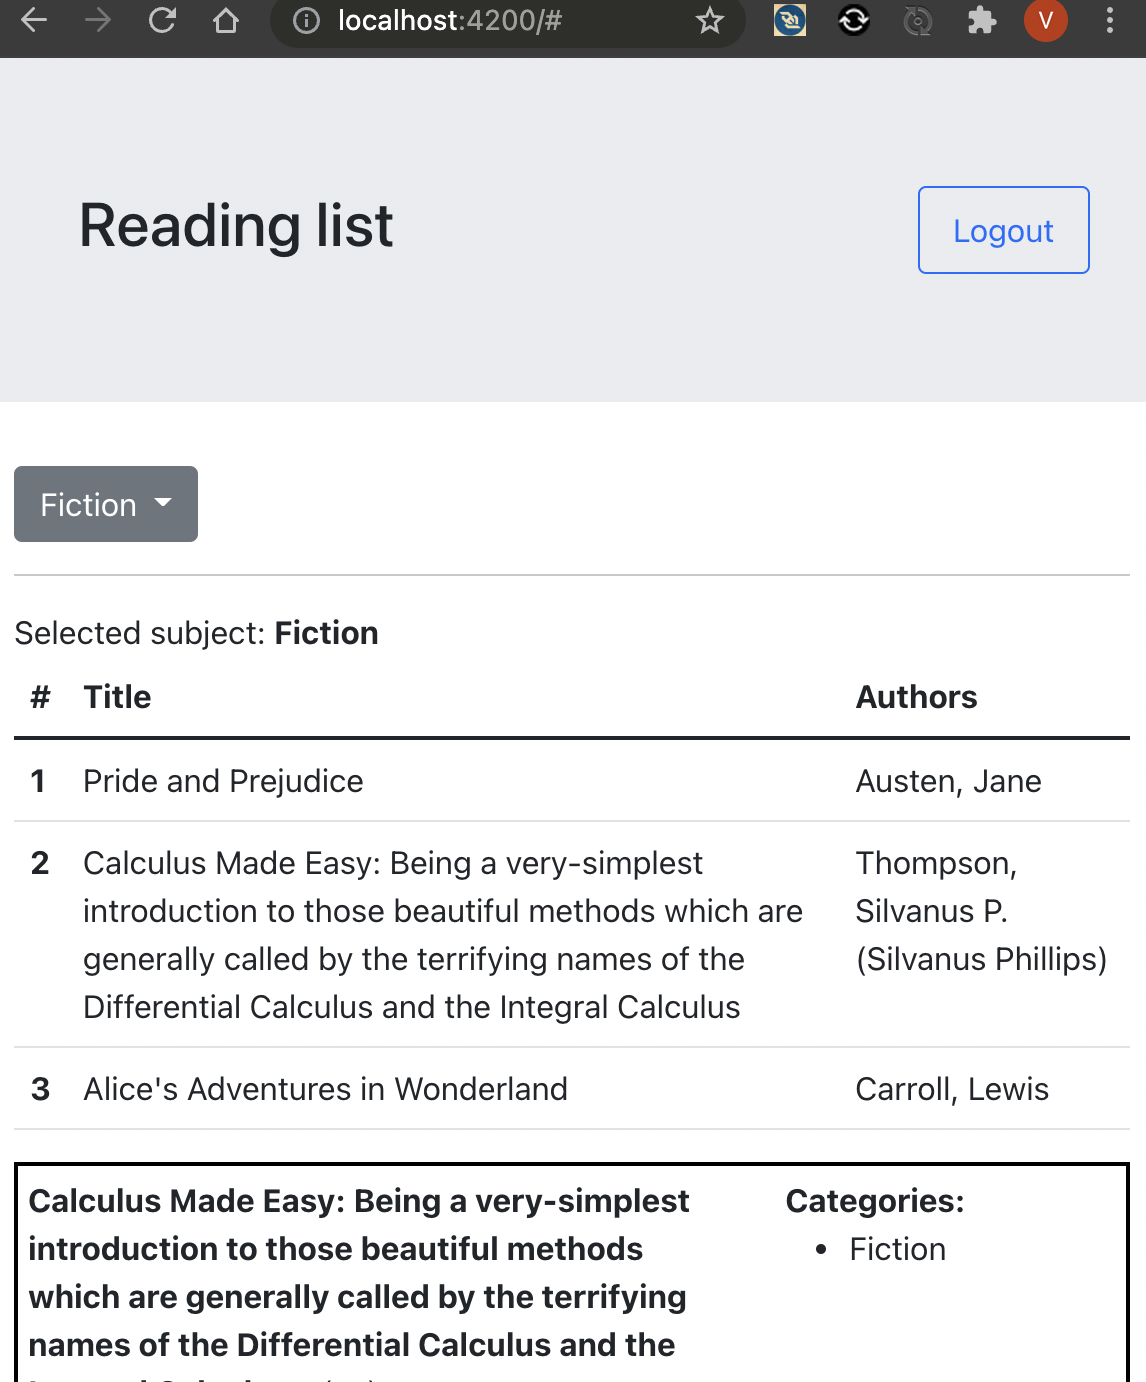 localhost:4200/#
V
Reading list
Logout
Fiction
Selected subject: Fiction
# Title Authors
1 Pride and Prejudice Austen, Jane
2 Calculus Made Easy: Being a very-simplest Thompson,
introduction to those beautiful methods which are Silvanus P.
generally called by the terrifying names of the (Silvanus Phillips)
Differential Calculus and the Integral Calculus
3 Alice's Adventures in Wonderland Carroll, Lewis
Calculus Made Easy: Being a very-simplest Categories:
introduction to those beautiful methods • Fiction
which are generally called by the terrifying
names of the Differential Calculus and the